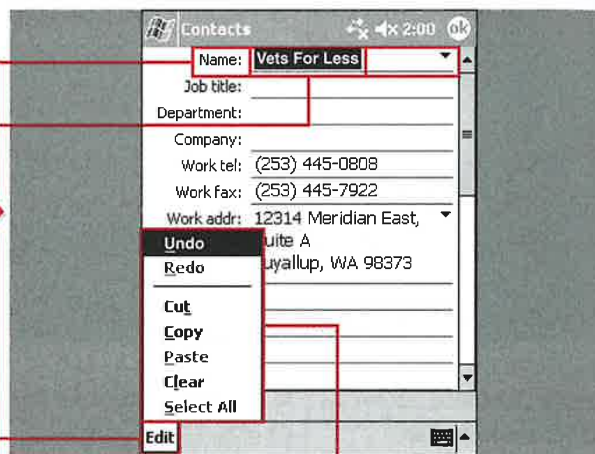 Contacts 2:00 ok
Name: Vets For Less
Job title:
Department:
Company:
Work tel: (253) 445-0808
Work fax: (253) 445-7922
Work addr: 12314 Meridian East,
uite A
uyallup, WA 98373
Undo
Redo
Cut
Copy
Paste
Clear
Select All
Edit